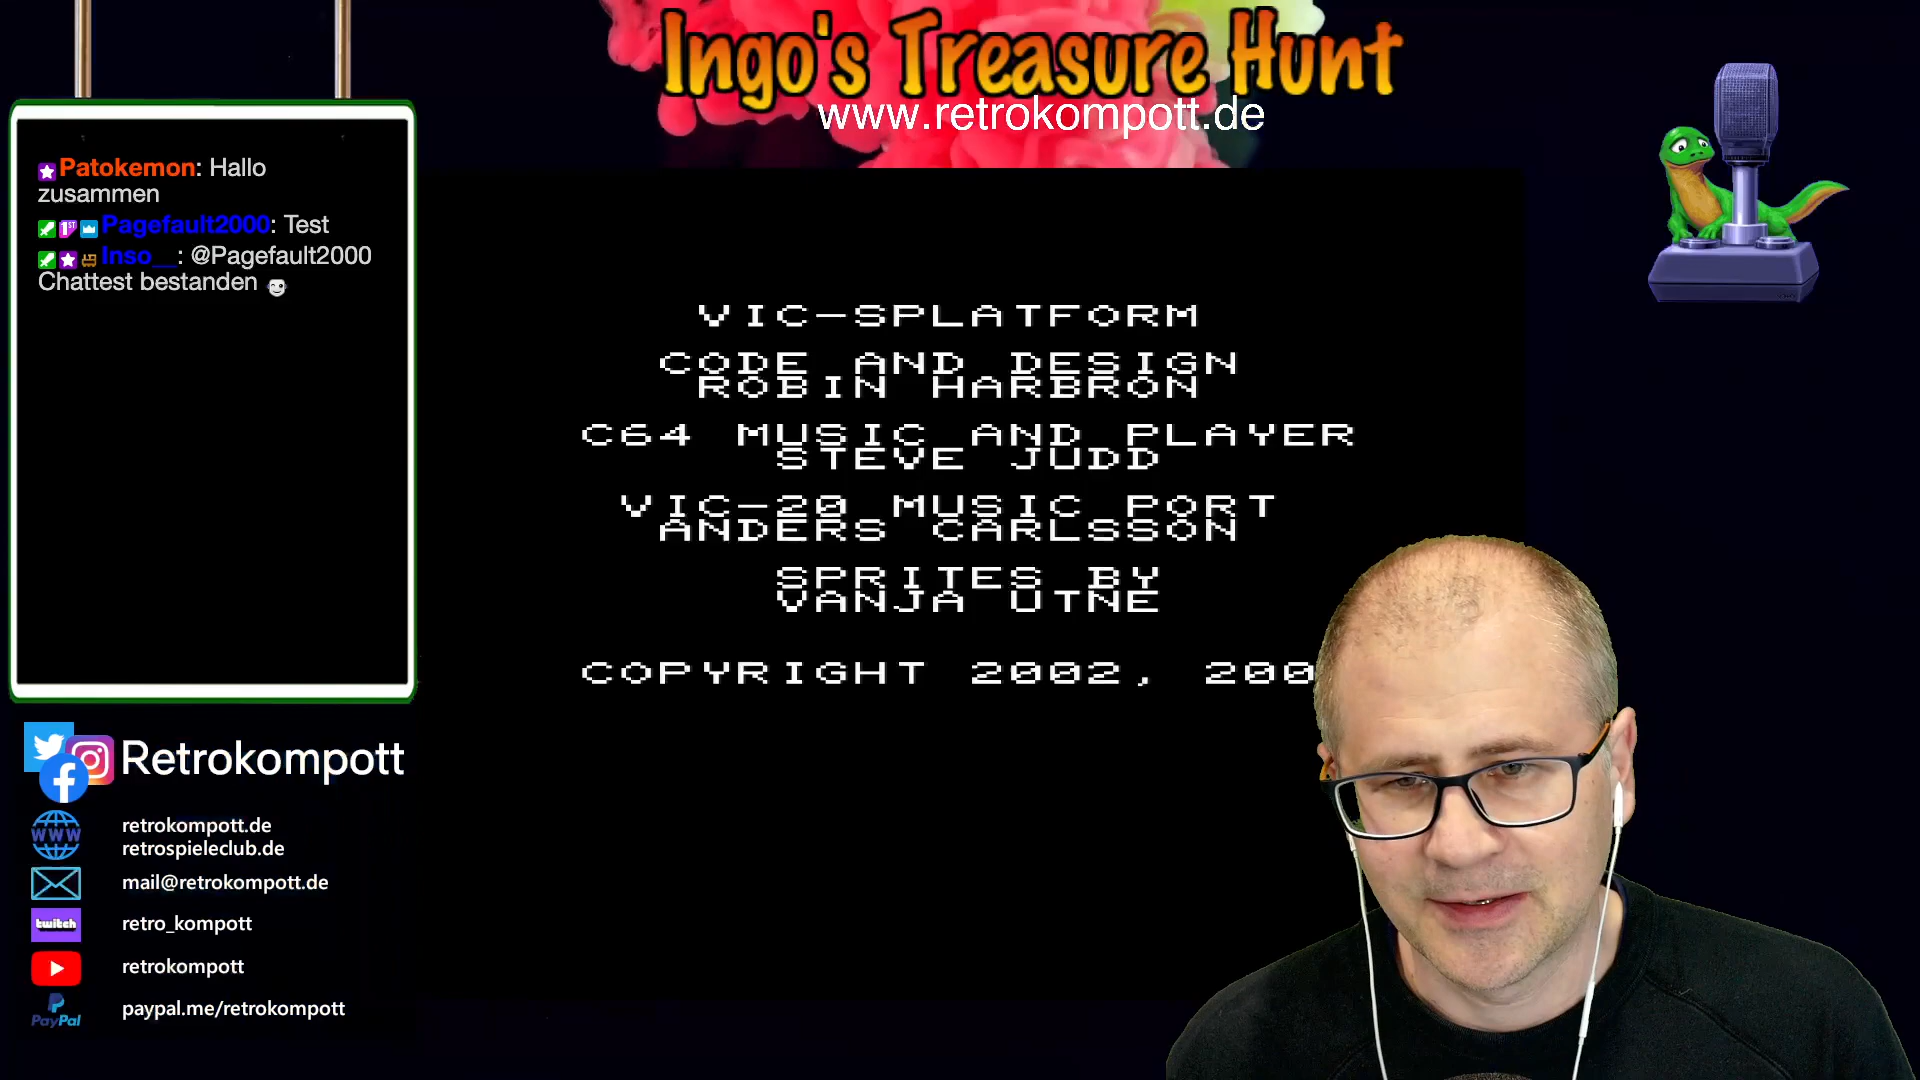 Ingo's Treasure Hunt
www.retrokompott.de
Patokemon: Hallo
zusammen
Pagefault2000: Test
Inso__: @Pagefault2000
Chattest bestanden
VIC-SPLATFORM
CODE AND DESIGN
ROBIN HARBRON
C64 MUSIC AND PLAYER
STEVE JUDD
VIC-20 MUSIC PORT
ANDERS CARLSSON
SPRITES BY
VANJA UTNE
COPYRIGHT 2002, 200
Retrokompott
WWW
retrokompott.de
retrospieleclub.de
mail@retrokompott.de
twitch
retro_kompott
retrokompott
PayPal
paypal.me/retrokompott